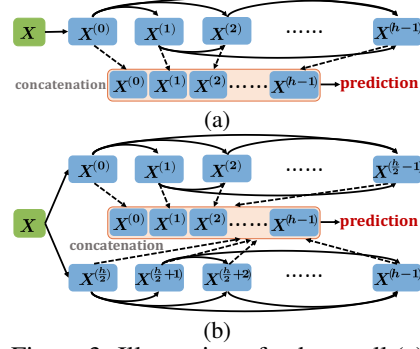 X X^(0) X^(1) X^(2) ...... X^(h−1)
concatenation X^(0) X^(1) X^(2) ...... X^(h−1) prediction
(a)
X^(0) X^(1) X^(2) ...... X^(h/2−1)
X X^(0) X^(1) X^(2) ...... X^(h−1) prediction
concatenation
X^(h/2) X^(h/2+1) X^(h/2+2) ...... X^(h−1)
(b)